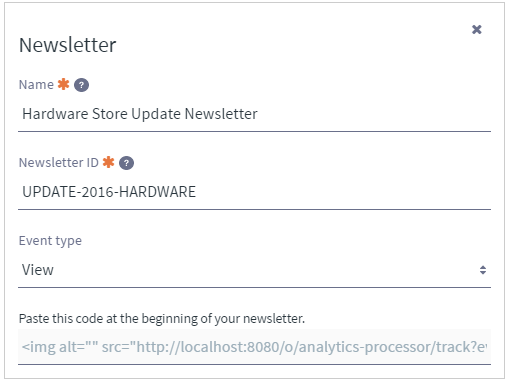 Newsletter
Name * ?
Hardware Store Update Newsletter
Newsletter ID * ?
UPDATE-2016-HARDWARE
Event type
View
Paste this code at the beginning of your newsletter.
<img alt="" src="http://localhost:8080/o/analytics-processor/track?e